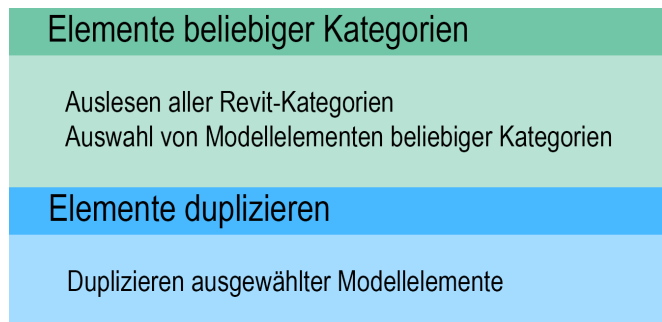 Elemente beliebiger Kategorien
Auslesen aller Revit-Kategorien
Auswahl von Modellelementen beliebiger Kategorien
Elemente duplizieren
Duplizieren ausgewählter Modellelemente